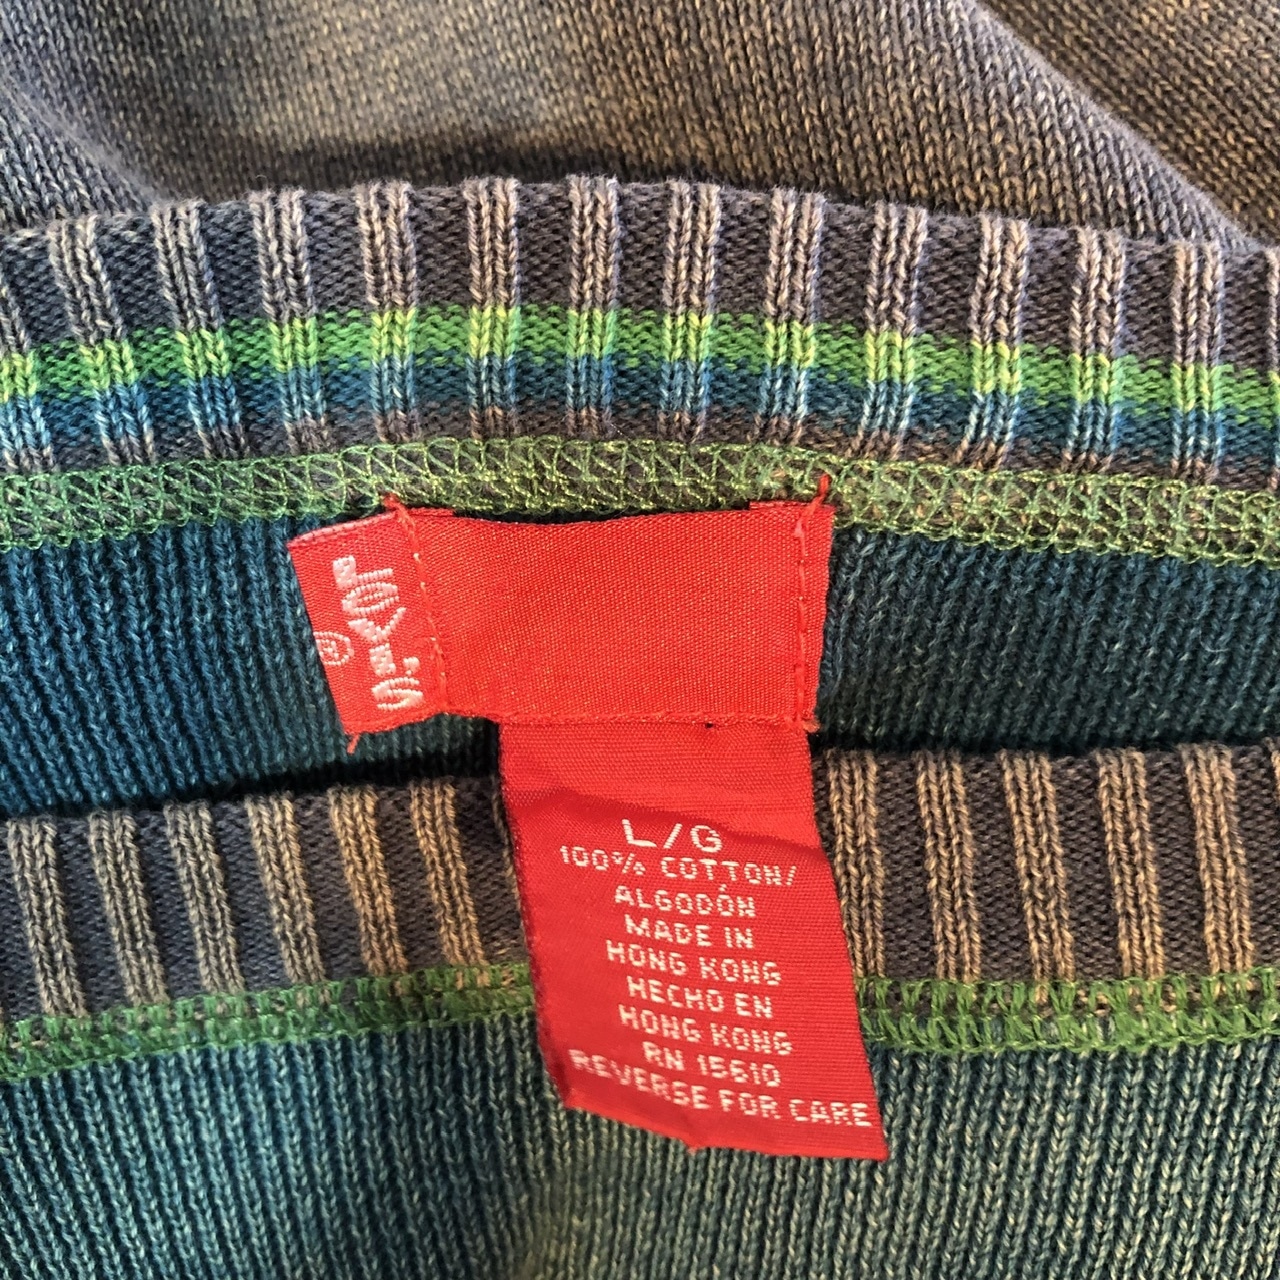 LEVI'S
®
L/G
100% COTTON/
ALGODÓN
MADE IN
HONG KONG
HECHO EN
HONG KONG
RN 15610
REVERSE FOR CARE